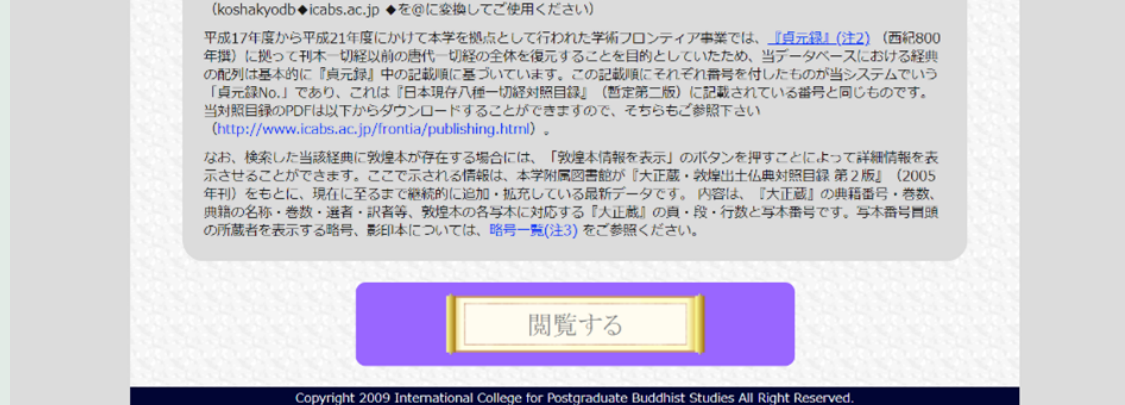 （koshakyodb◆icabs.ac.jp ◆を@に変換してご使用ください）
平成17年度から平成21年度にかけて本学を拠点として行われた学術フロンティア事業では、『貞元録』(注2) （西紀800
年撰）に拠って刊本一切経以前の唐代一切経の全体を復元することを目的としていたため、当データベースにおける経典
の配列は基本的に『貞元録』中の記載順に基づいています。この記載順にそれぞれ番号を付したものが当システムでいう
「貞元録No.」であり、これは『日本現存八種一切経対照目録』（暫定第二版）に記載されている番号と同じものです。
当対照目録のPDFは以下からダウンロードすることができますので、そちらもご参照下さい
（http://www.icabs.ac.jp/frontia/publishing.html）。
なお、検索した当該経典に敦煌本が存在する場合には、「敦煌本情報を表示」のボタンを押すことによって詳細情報を表
示させることができます。ここで示される情報は、本学附属図書館が『大正蔵・敦煌出土仏典対照目録 第２版』（2005
年刊）をもとに、現在に至るまで継続的に追加・拡充している最新データです。 内容は、『大正蔵』の典籍番号・巻数、
典籍の名称・巻数・選者・訳者等、敦煌本の各写本に対応する『大正蔵』の頁・段・行数と写本番号です。写本番号冒頭
の所蔵者を表示する略号、影印本については、略号一覧(注3) をご参照ください。
閲覧する
Copyright 2009 International College for Postgraduate Buddhist Studies All Right Reserved.